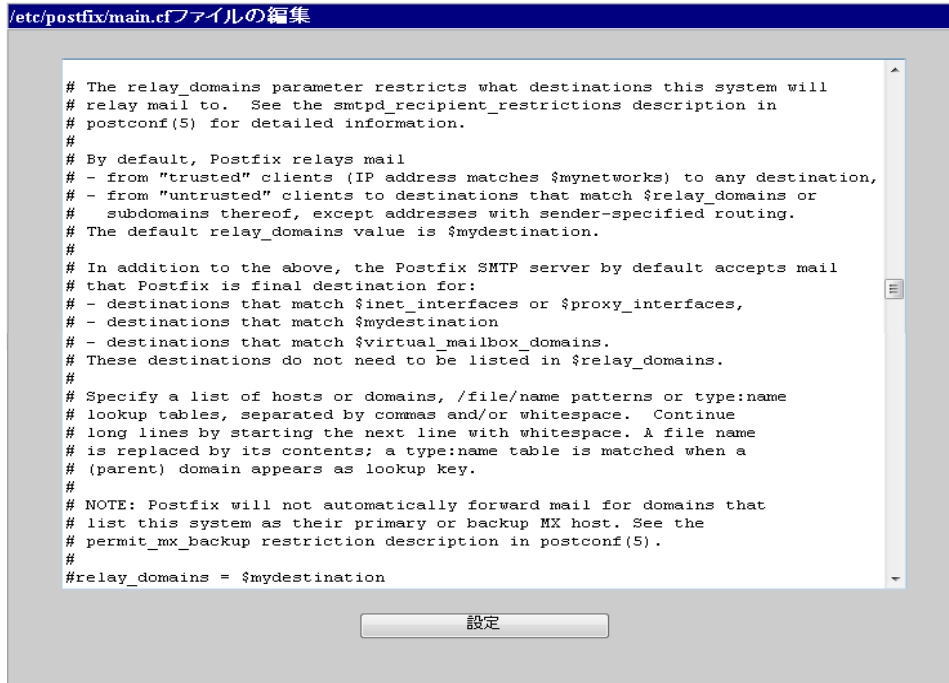 /etc/postfix/main.cfファイルの編集
# The relay_domains parameter restricts what destinations this system will
# relay mail to.  See the smtpd_recipient_restrictions description in
# postconf(5) for detailed information.
#
# By default, Postfix relays mail
# - from "trusted" clients (IP address matches $mynetworks) to any destination,
# - from "untrusted" clients to destinations that match $relay_domains or
#   subdomains thereof, except addresses with sender-specified routing.
# The default relay_domains value is $mydestination.
#
# In addition to the above, the Postfix SMTP server by default accepts mail
# that Postfix is final destination for:
# - destinations that match $inet_interfaces or $proxy_interfaces,
# - destinations that match $mydestination
# - destinations that match $virtual_mailbox_domains.
# These destinations do not need to be listed in $relay_domains.
#
# Specify a list of hosts or domains, /file/name patterns or type:name
# lookup tables, separated by commas and/or whitespace.  Continue
# long lines by starting the next line with whitespace. A file name
# is replaced by its contents; a type:name table is matched when a
# (parent) domain appears as lookup key.
#
# NOTE: Postfix will not automatically forward mail for domains that
# list this system as their primary or backup MX host. See the
# permit_mx_backup restriction description in postconf(5).
#
#relay_domains = $mydestination
設定